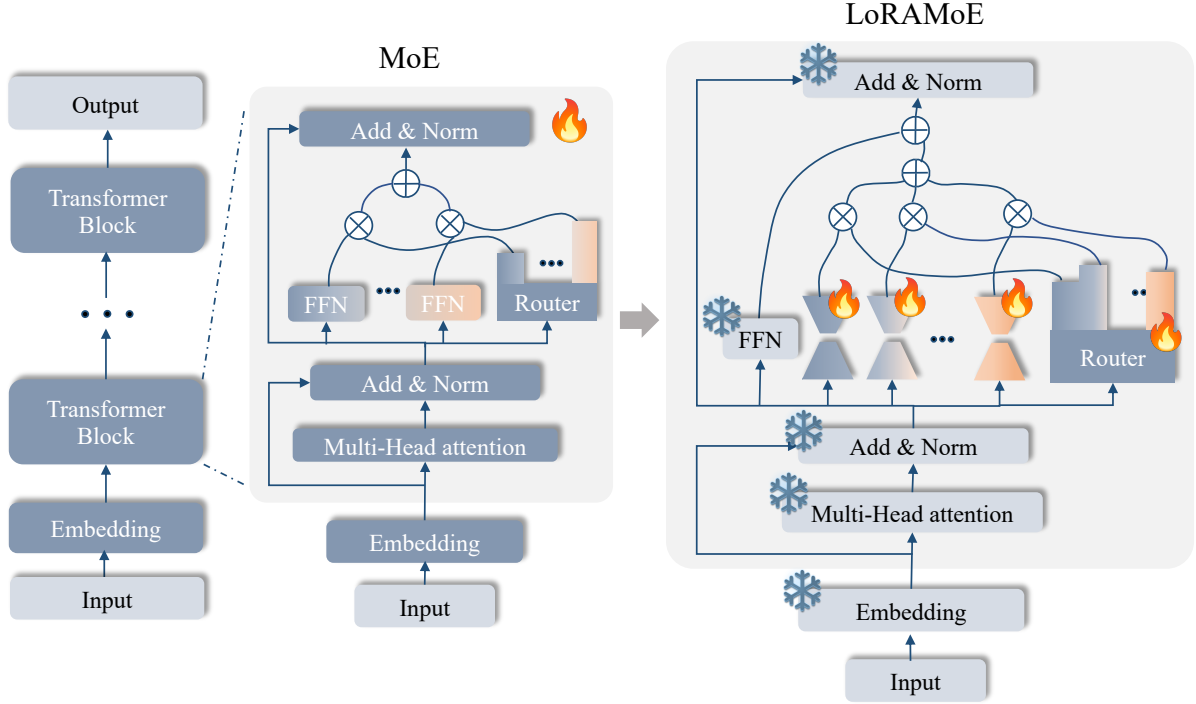 LoRAMoE
MoE
Output
Transformer
Block
Transformer
Block
Embedding
Input
Add & Norm
FFN
FFN
Router
Add & Norm
Multi-Head attention
Embedding
Input
Add & Norm
FFN
Router
Add & Norm
Multi-Head attention
Embedding
Input